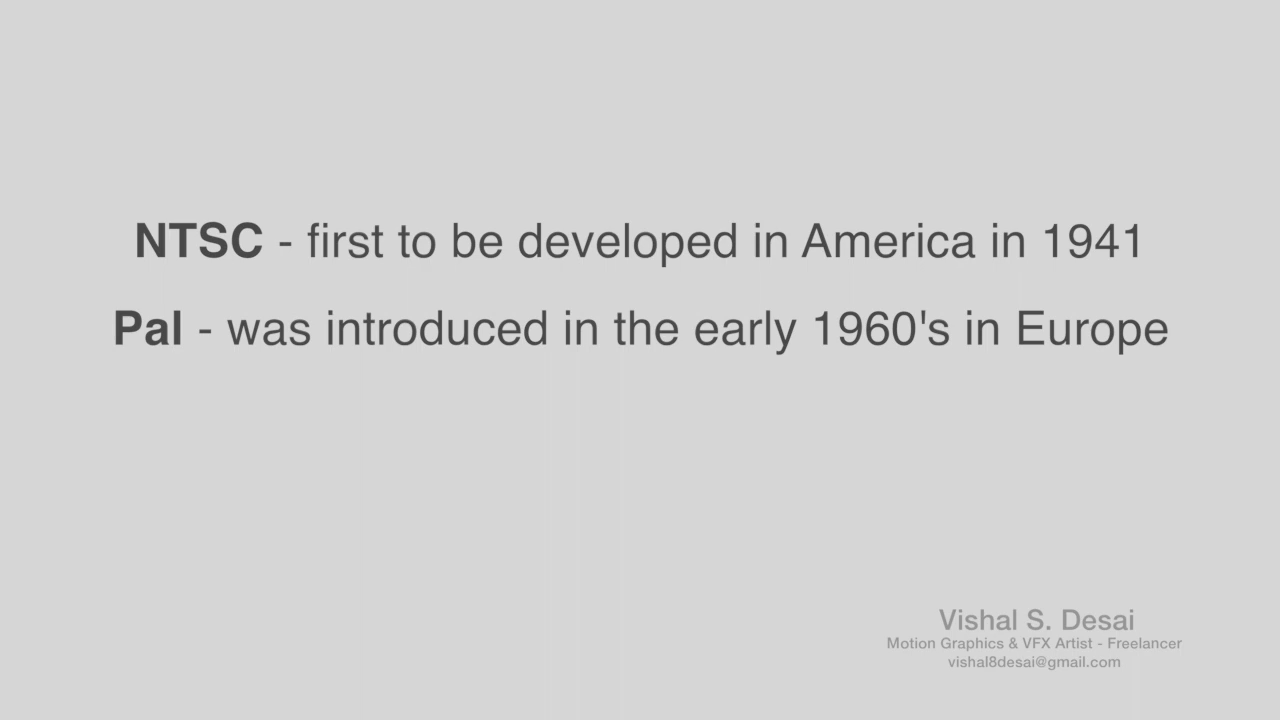 NTSC - first to be developed in America in 1941
Pal - was introduced in the early 1960's in Europe
Vishal S. Desai
Motion Graphics & VFX Artist - Freelancer
vishal8desai@gmail.com